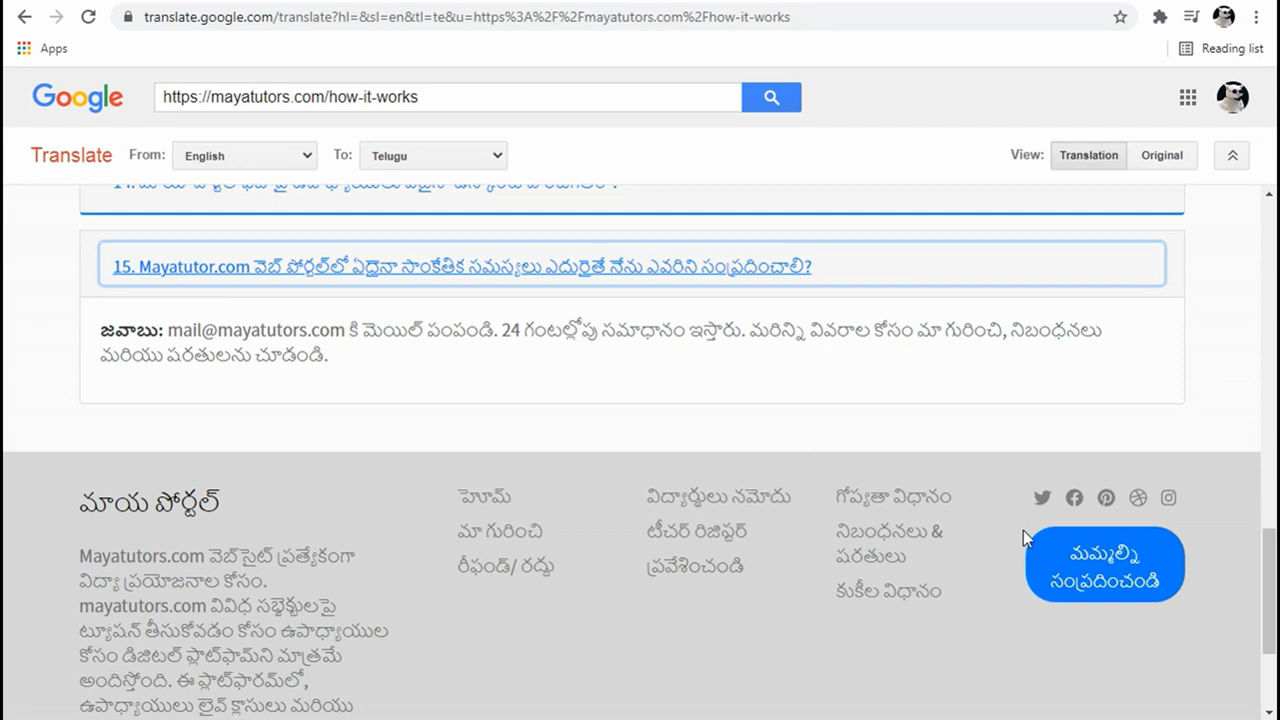 translate.google.com/translate?hl=&sl=en&tl=te&u=https%3A%2F%2Fmayatutors.com%2Fhow-it-works
Apps
Reading list
Google
https://mayatutors.com/how-it-works
Translate From: English To: Telugu View: Translation Original
15. Mayatutor.com వెబ్ పోర్టల్‌లో ఏదైనా సాంకేతిక సమస్యలు ఎదురైతే నేను ఎవరిని సంప్రదించాలి?
జవాబు: mail@mayatutors.com కి మెయిల్ పంపండి. 24 గంటల్లోపు సమాధానం ఇస్తారు. మరిన్ని వివరాల కోసం మా గురించి, నిబంధనలు
మరియు షరతులను చూడండి.
మాయ పోర్టల్
Mayatutors.com వెబ్‌సైట్ ప్రత్యేకంగా
విద్యా ప్రయోజనాల కోసం.
mayatutors.com వివిధ సబ్జెక్టులపై
ట్యూషన్ తీసుకోవడం కోసం ఉపాధ్యాయుల
కోసం డిజిటల్ ప్లాట్‌ఫామ్‌ని మాత్రమే
అందిస్తోంది. ఈ ప్లాట్‌ఫారమ్‌లో,
ఉపాధ్యాయులు లైవ్ క్లాసులు మరియు
హోమ్
మా గురించి
రీఫండ్/ రద్దు
విద్యార్థులు నమోదు
టీచర్ రిజిస్టర్
ప్రవేశించండి
గోప్యతా విధానం
నిబంధనలు &
షరతులు
కుకీల విధానం
మమ్మల్ని
సంప్రదించండి